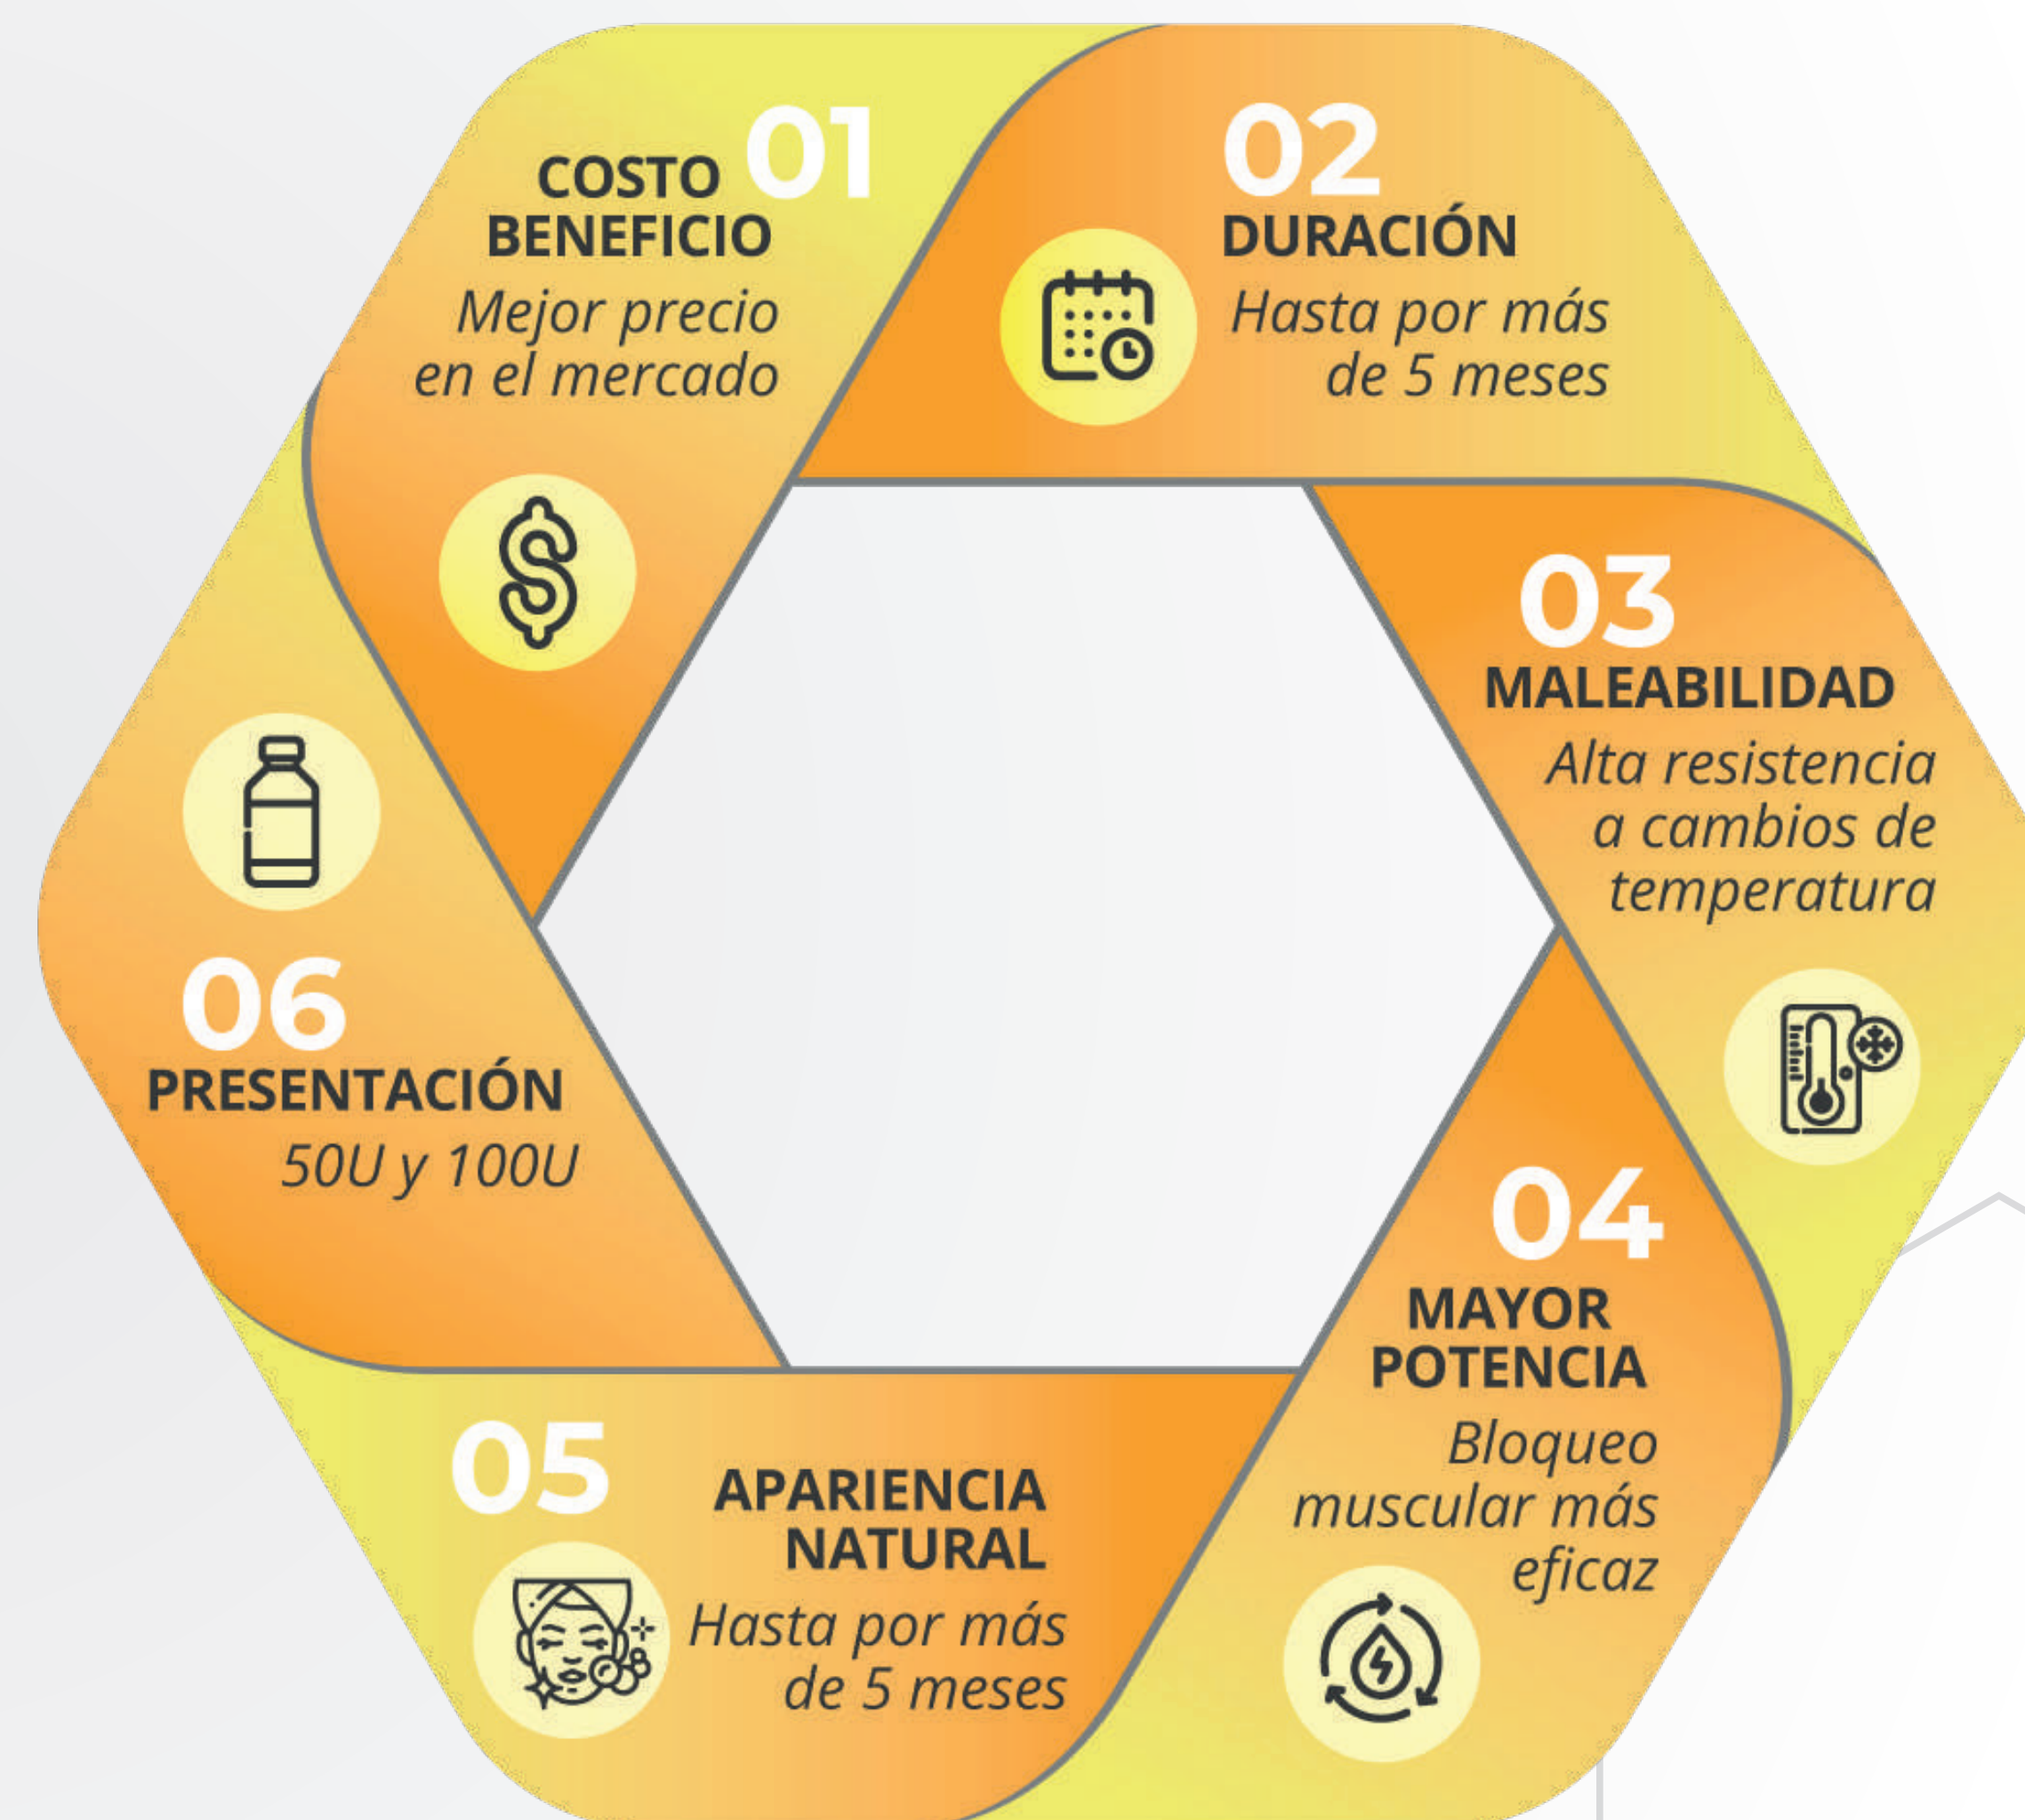 01
COSTO
BENEFICIO
Mejor precio
en el mercado
02
DURACIÓN
Hasta por más
de 5 meses
03
MALEABILIDAD
Alta resistencia
a cambios de
temperatura
04
MAYOR
POTENCIA
Bloqueo
muscular más
eficaz
05
APARIENCIA
NATURAL
Hasta por más
de 5 meses
06
PRESENTACIÓN
50U y 100U